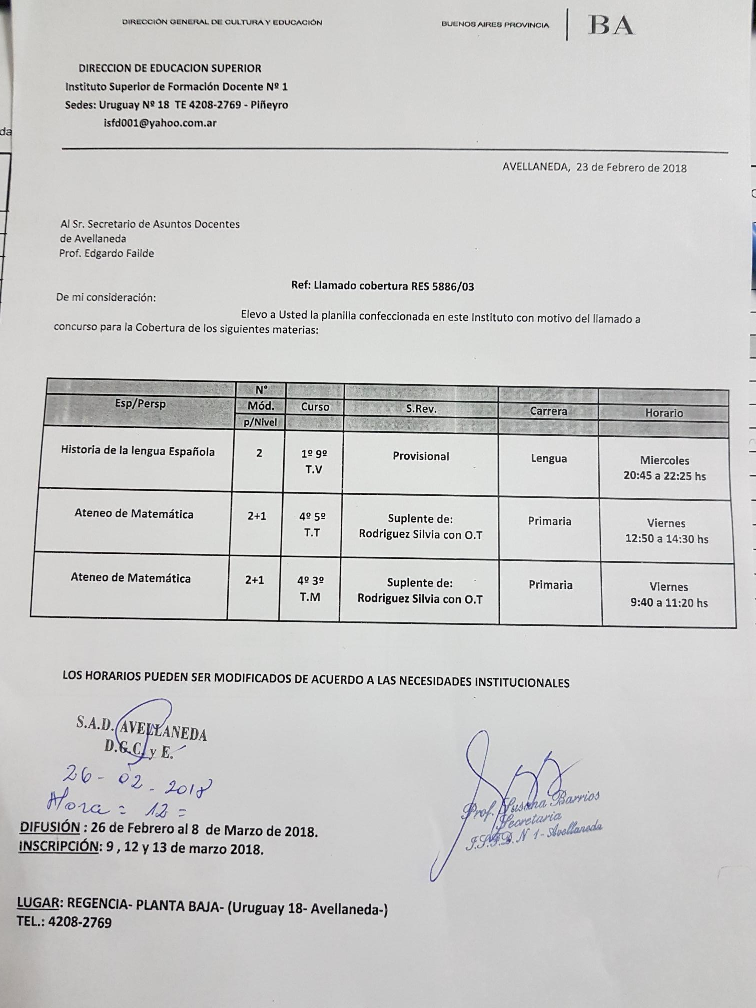 DIRECCIÓN GENERAL DE CULTURA Y EDUCACIÓN
BUENOS AIRES PROVINCIA
BA
DIRECCION DE EDUCACION SUPERIOR
Instituto Superior de Formación Docente Nº 1
Sedes: Uruguay Nº 18 TE 4208-2769 - Piñeyro
isfd001@yahoo.com.ar
da
AVELLANEDA, 23 de Febrero de 2018
Al Sr. Secretario de Asuntos Docentes
de Avellaneda
Prof. Edgardo Failde
Ref: Llamado cobertura RES 5886/03
De mi consideración:
Elevo a Usted la planilla confeccionada en este Instituto con motivo del llamado a
concurso para la Cobertura de los siguientes materias:
Esp/Persp N° Mód. p/Nivel Curso S.Rev. Carrera Horario
Historia de la lengua Española 2 1º 9º T.V Provisional Lengua Miercoles 20:45 a 22:25 hs
Ateneo de Matemática 2+1 4º 5º T.T Suplente de: Rodriguez Silvia con O.T Primaria Viernes 12:50 a 14:30 hs
Ateneo de Matemática 2+1 4º 3º T.M Suplente de: Rodriguez Silvia con O.T Primaria Viernes 9:40 a 11:20 hs
LOS HORARIOS PUEDEN SER MODIFICADOS DE ACUERDO A LAS NECESIDADES INSTITUCIONALES
S.A.D. AVELLANEDA
D.G.C. y E.
26-02-2018
Hora = 12 =
Prof. Susana Barrios
Secretaria
I.S.F.D. N 1 - Avellaneda
DIFUSIÓN : 26 de Febrero al 8 de Marzo de 2018.
INSCRIPCIÓN: 9 , 12 y 13 de marzo 2018.
LUGAR: REGENCIA- PLANTA BAJA- (Uruguay 18- Avellaneda-)
TEL.: 4208-2769